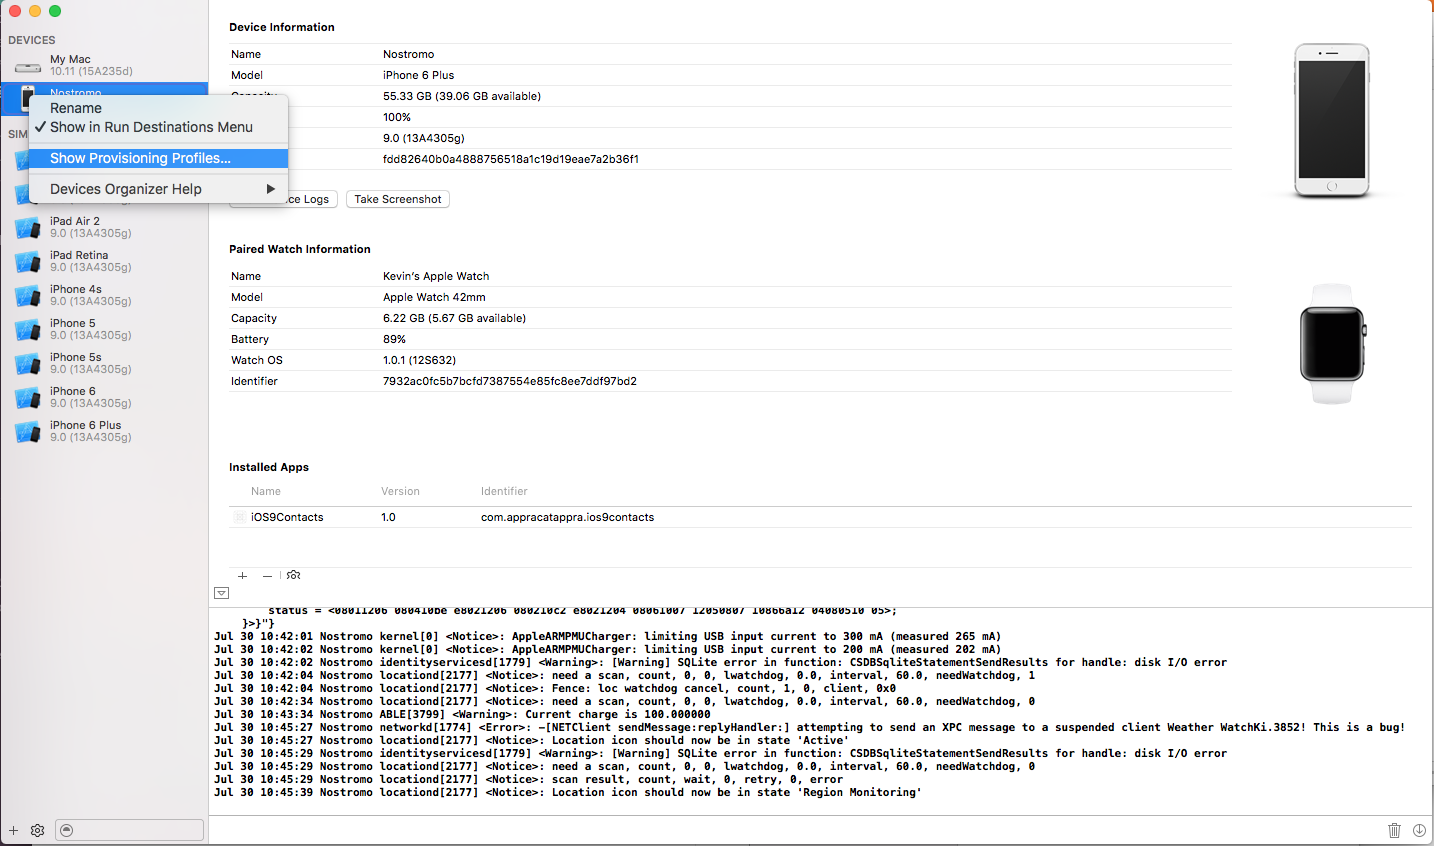 DEVICES
My Mac
10.11 (15A235d)
Nostromo
Rename
✓ Show in Run Destinations Menu
Show Provisioning Profiles...
Devices Organizer Help
SIM
iPad Air 2
9.0 (13A4305g)
iPad Retina
9.0 (13A4305g)
iPhone 4s
9.0 (13A4305g)
iPhone 5
9.0 (13A4305g)
iPhone 5s
9.0 (13A4305g)
iPhone 6
9.0 (13A4305g)
iPhone 6 Plus
9.0 (13A4305g)
Device Information
Name Nostromo
Model iPhone 6 Plus
Capacity 55.33 GB (39.06 GB available)
100%
9.0 (13A4305g)
fdd82640b0a4888756518a1c19d19eae7a2b36f1
ce Logs Take Screenshot
Paired Watch Information
Name Kevin's Apple Watch
Model Apple Watch 42mm
Capacity 6.22 GB (5.67 GB available)
Battery 89%
Watch OS 1.0.1 (12S632)
Identifier 7932ac0fc5b7bcfd7387554e85fc8ee7ddf97bd2
Installed Apps
Name Version Identifier
iOS9Contacts 1.0 com.appracatappra.ios9contacts
status = <08011206 080410be e8021206 080210c2 e8021204 08061007 12050807 10866a12 04080510 05>;
}>}"}
Jul 30 10:42:01 Nostromo kernel[0] <Notice>: AppleARMPMUCharger: limiting USB input current to 300 mA (measured 265 mA)
Jul 30 10:42:02 Nostromo kernel[0] <Notice>: AppleARMPMUCharger: limiting USB input current to 200 mA (measured 202 mA)
Jul 30 10:42:02 Nostromo identityservicesd[1779] <Warning>: [Warning] SQLite error in function: CSDBSqliteStatementSendResults for handle: disk I/O error
Jul 30 10:42:04 Nostromo locationd[2177] <Notice>: need a scan, count, 0, 0, lwatchdog, 0.0, interval, 60.0, needWatchdog, 1
Jul 30 10:42:04 Nostromo locationd[2177] <Notice>: Fence: loc watchdog cancel, count, 1, 0, client, 0x0
Jul 30 10:42:34 Nostromo locationd[2177] <Notice>: need a scan, count, 0, 0, lwatchdog, 0.0, interval, 60.0, needWatchdog, 0
Jul 30 10:43:34 Nostromo ABLE[3799] <Warning>: Current charge is 100.000000
Jul 30 10:45:27 Nostromo networkd[1774] <Error>: -[NETClient sendMessage:replyHandler:] attempting to send an XPC message to a suspended client Weather WatchKi.3852! This is a bug!
Jul 30 10:45:27 Nostromo locationd[2177] <Notice>: Location icon should now be in state 'Active'
Jul 30 10:45:29 Nostromo identityservicesd[1779] <Warning>: [Warning] SQLite error in function: CSDBSqliteStatementSendResults for handle: disk I/O error
Jul 30 10:45:29 Nostromo locationd[2177] <Notice>: need a scan, count, 0, 0, lwatchdog, 0.0, interval, 60.0, needWatchdog, 0
Jul 30 10:45:29 Nostromo locationd[2177] <Notice>: scan result, count, wait, 0, retry, 0, error
Jul 30 10:45:39 Nostromo locationd[2177] <Notice>: Location icon should now be in state 'Region Monitoring'